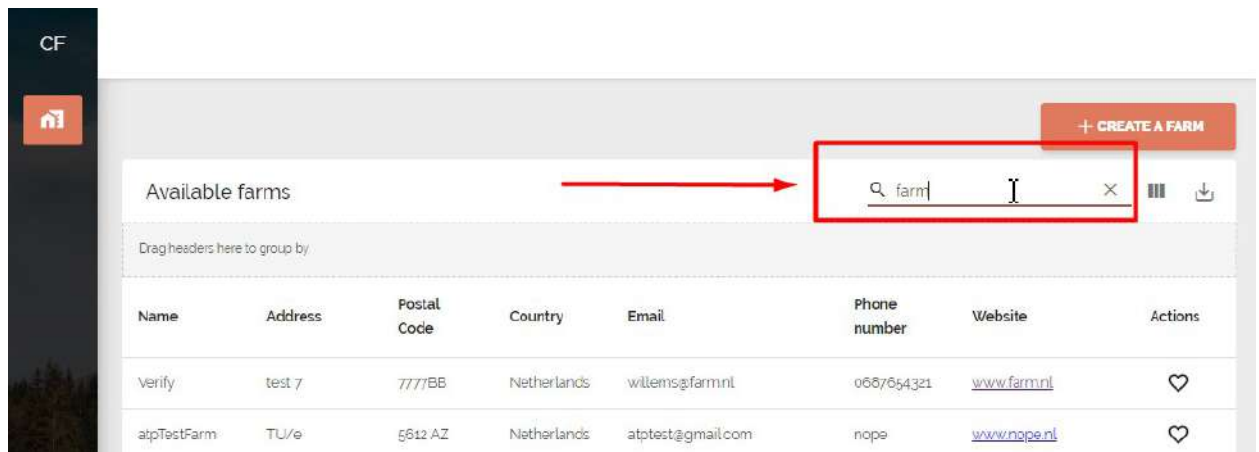 CF
+ CREATE A FARM
Available farms
farm
Drag headers here to group by
Name Address Postal Code Country Email Phone number Website Actions
Verify test 7 7777BB Netherlands willems@farm.nl 0687654321 www.farm.nl
atpTestFarm TU/e 5612 AZ Netherlands atptest@gmail.com nope www.nope.nl